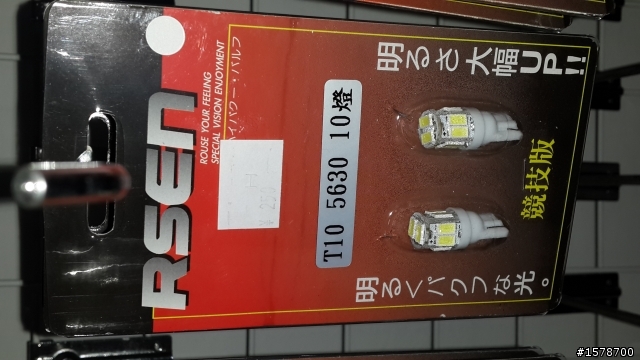 RSEN
ROUSE YOUR FEELING
SPECIAL VISION ENJOYMENT
ハイパワー・バルブ
T10 5630 10燈
明るさ大幅UP!!
競技版
明るくパクフな光。
#1578700